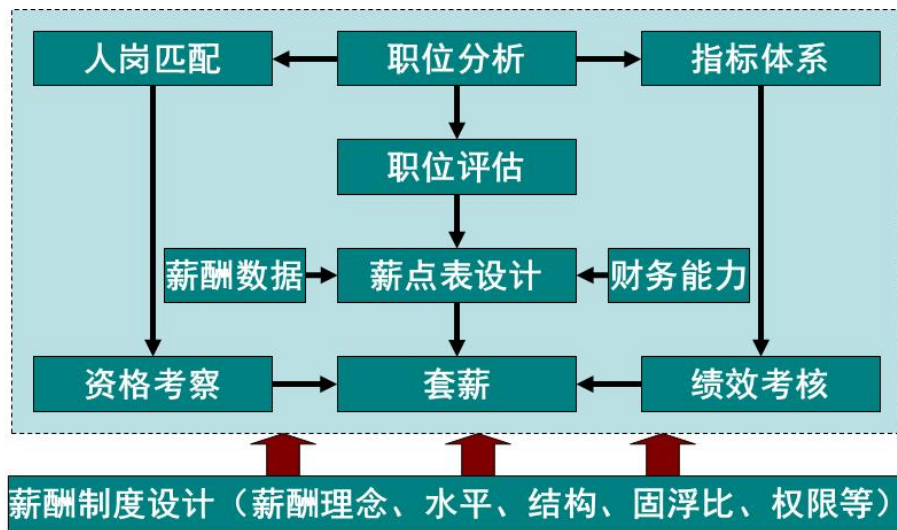 人岗匹配
职位分析
指标体系
职位评估
薪酬数据
薪点表设计
财务能力
资格考察
套薪
绩效考核
薪酬制度设计（薪酬理念、水平、结构、固浮比、权限等）